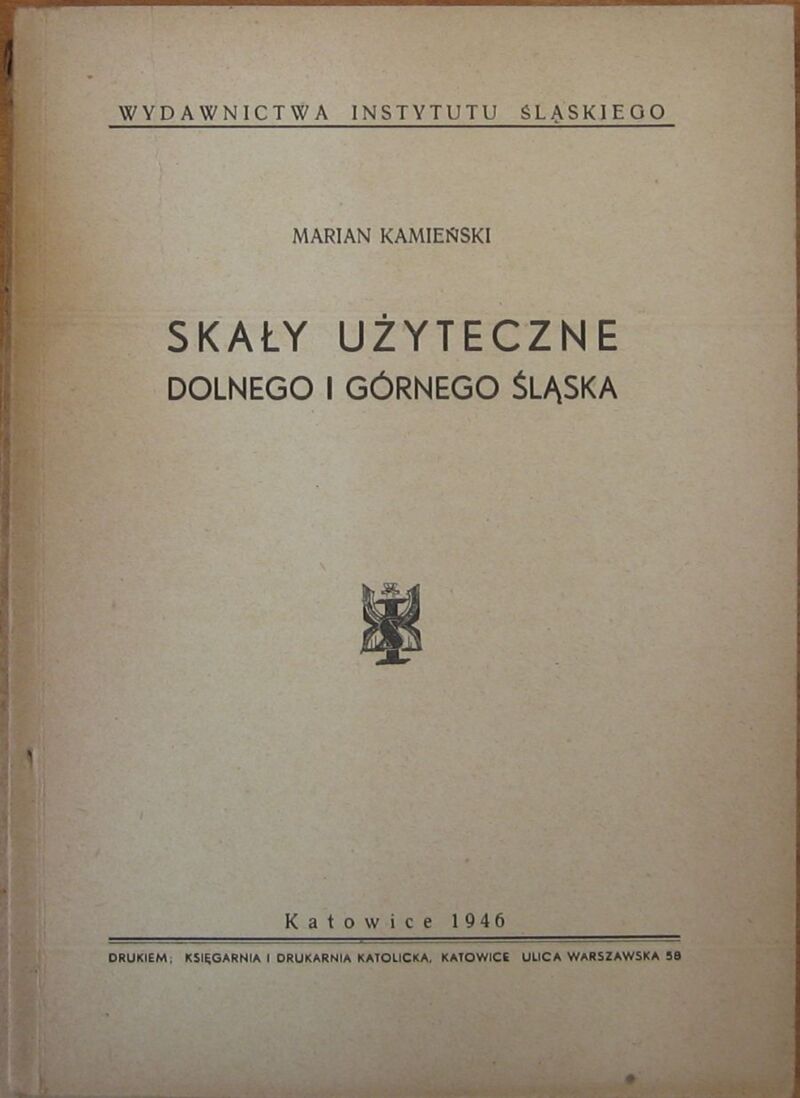 WYDAWNICTWA INSTYTUTU ŚLĄSKIEGO
MARIAN KAMIEŃSKI
SKAŁY UŻYTECZNE
DOLNEGO I GÓRNEGO ŚLĄSKA
Katowice 1946
DRUKIEM: KSIĘGARNIA I DRUKARNIA KATOLICKA, KATOWICE ULICA WARSZAWSKA 58